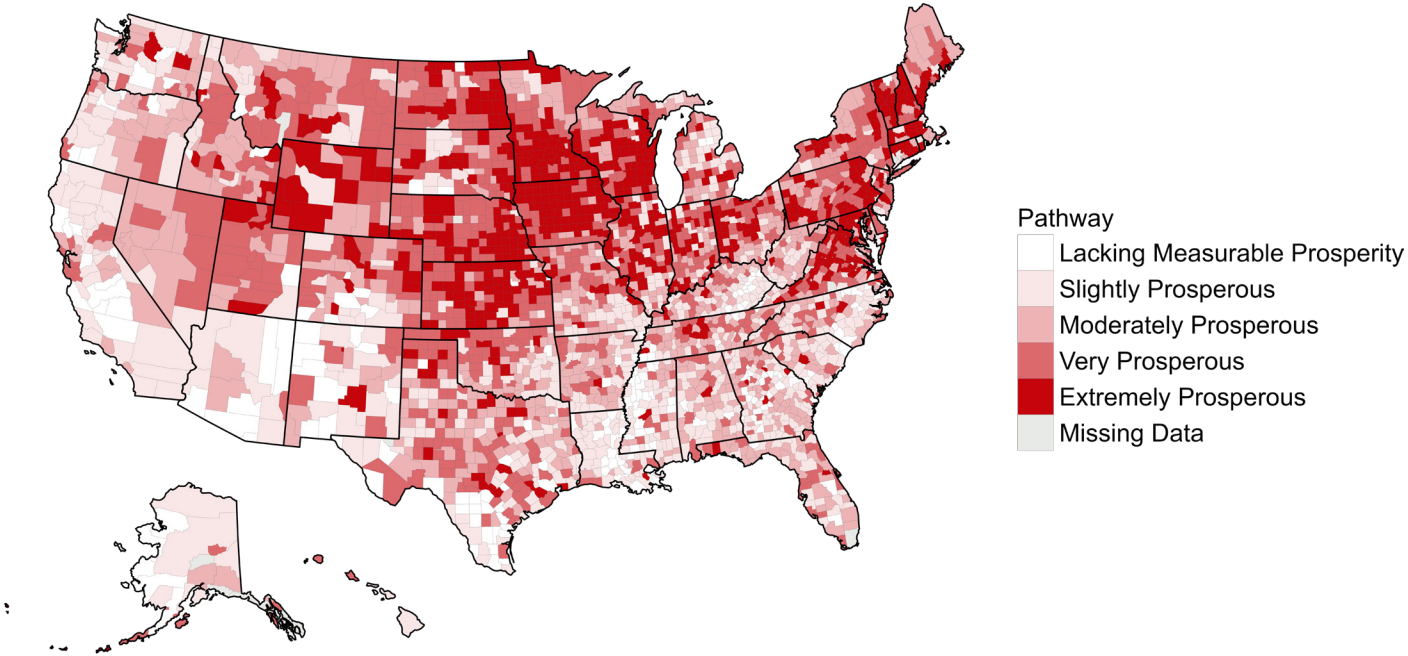 Pathway
Lacking Measurable Prosperity
Slightly Prosperous
Moderately Prosperous
Very Prosperous
Extremely Prosperous
Missing Data